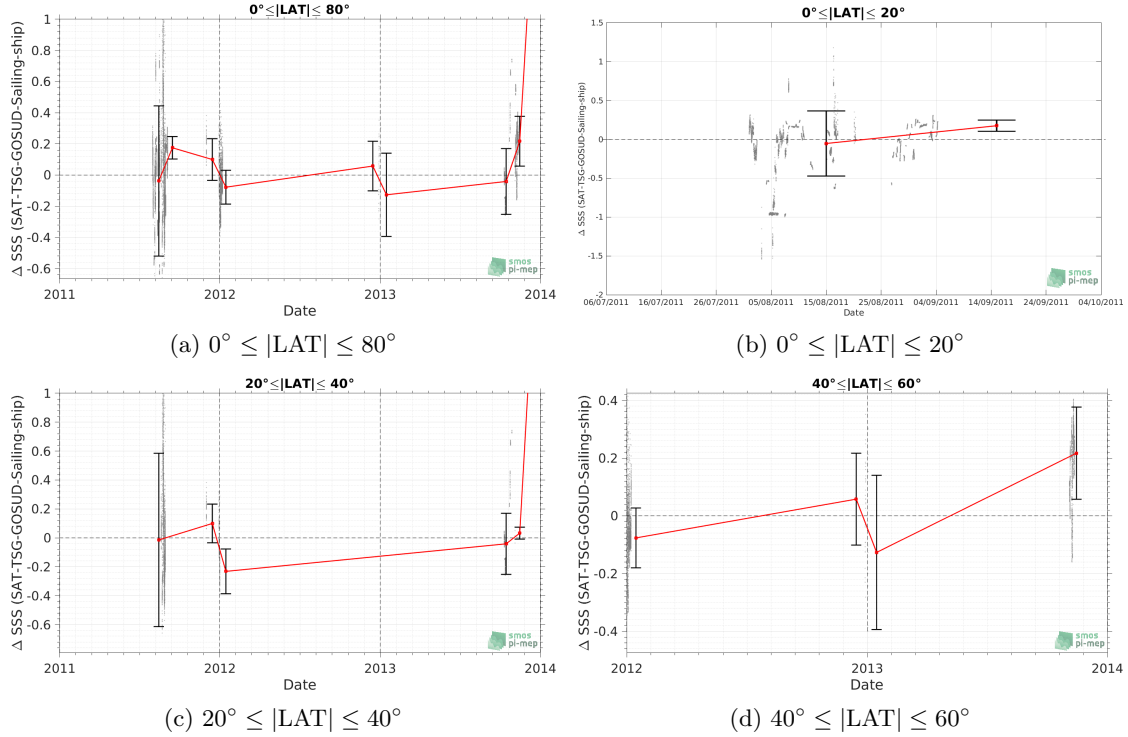 0°≤|LAT|≤ 80°
Δ SSS (SAT-TSG-GOSUD-Sailing-ship)
1
0.8
0.6
0.4
0.2
0
-0.2
-0.4
-0.6
2011
2012
2013
2014
Date
smos
pi-mep
(a) 0° ≤ |LAT| ≤ 80°
0°≤|LAT|≤ 20°
Δ SSS (SAT-TSG-GOSUD-Sailing-ship)
1.5
1
0.5
0
-0.5
-1
-1.5
-2
06/07/2011
16/07/2011
26/07/2011
05/08/2011
15/08/2011
25/08/2011
04/09/2011
14/09/2011
24/09/2011
04/10/2011
Date
smos
pi-mep
(b) 0° ≤ |LAT| ≤ 20°
20°≤|LAT|≤ 40°
Δ SSS (SAT-TSG-GOSUD-Sailing-ship)
1
0.8
0.6
0.4
0.2
0
-0.2
-0.4
-0.6
2011
2012
2013
2014
Date
smos
pi-mep
(c) 20° ≤ |LAT| ≤ 40°
40°≤|LAT|≤ 60°
Δ SSS (SAT-TSG-GOSUD-Sailing-ship)
0.4
0.2
0
-0.2
-0.4
2012
2013
2014
Date
smos
pi-mep
(d) 40° ≤ |LAT| ≤ 60°